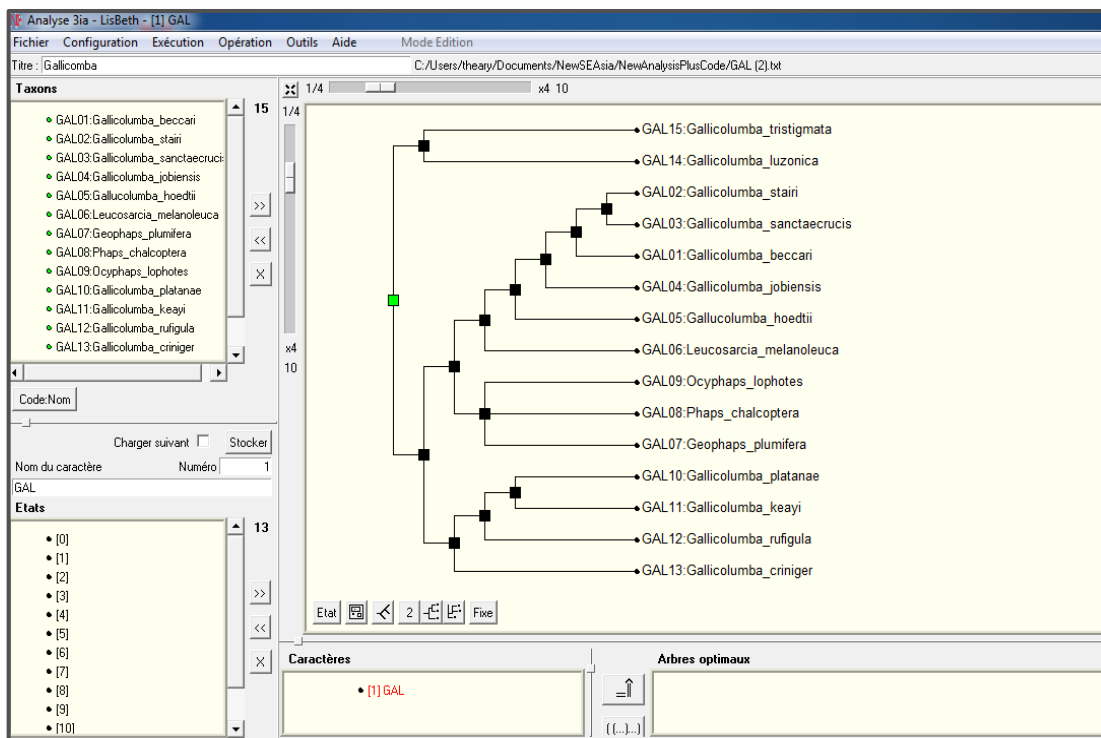 Analyse 3ia - LisBeth - [1] GAL
Fichier Configuration Exécution Opération Outils Aide Mode Edition
Titre : Gallicomba C:/Users/theary/Documents/NewSEAsia/NewAnalysisPlusCode/GAL (2).txt
Taxons
15
GAL01:Gallicolumba_beccari
GAL02:Gallicolumba_stairi
GAL03:Gallicolumba_sanctaecruci
GAL04:Gallicolumba_jobiensis
GAL05:Gallucolumba_hoedtii
GAL06:Leucosarcia_melanoleuca
GAL07:Geophaps_plumifera
GAL08:Phaps_chalcoptera
GAL09:Ocyphaps_lophotes
GAL10:Gallicolumba_platanae
GAL11:Gallicolumba_keayi
GAL12:Gallicolumba_rufigula
GAL13:Gallicolumba_criniger
>>
<<
X
Code:Nom
Charger suivant Stocker
Nom du caractère Numéro 1
GAL
Etats
13
[0]
[1]
[2]
[3]
[4]
[5]
[6]
[7]
[8]
[9]
[10]
>>
<<
X
1/4 x4 10
1/4
x4
10
GAL15:Gallicolumba_tristigmata
GAL14:Gallicolumba_luzonica
GAL02:Gallicolumba_stairi
GAL03:Gallicolumba_sanctaecrucis
GAL01:Gallicolumba_beccari
GAL04:Gallicolumba_jobiensis
GAL05:Gallucolumba_hoedtii
GAL06:Leucosarcia_melanoleuca
GAL09:Ocyphaps_lophotes
GAL08:Phaps_chalcoptera
GAL07:Geophaps_plumifera
GAL10:Gallicolumba_platanae
GAL11:Gallicolumba_keayi
GAL12:Gallicolumba_rufigula
GAL13:Gallicolumba_criniger
Etat 2 Fixe
Caractères
[1] GAL
((...)...)
Arbres optimaux